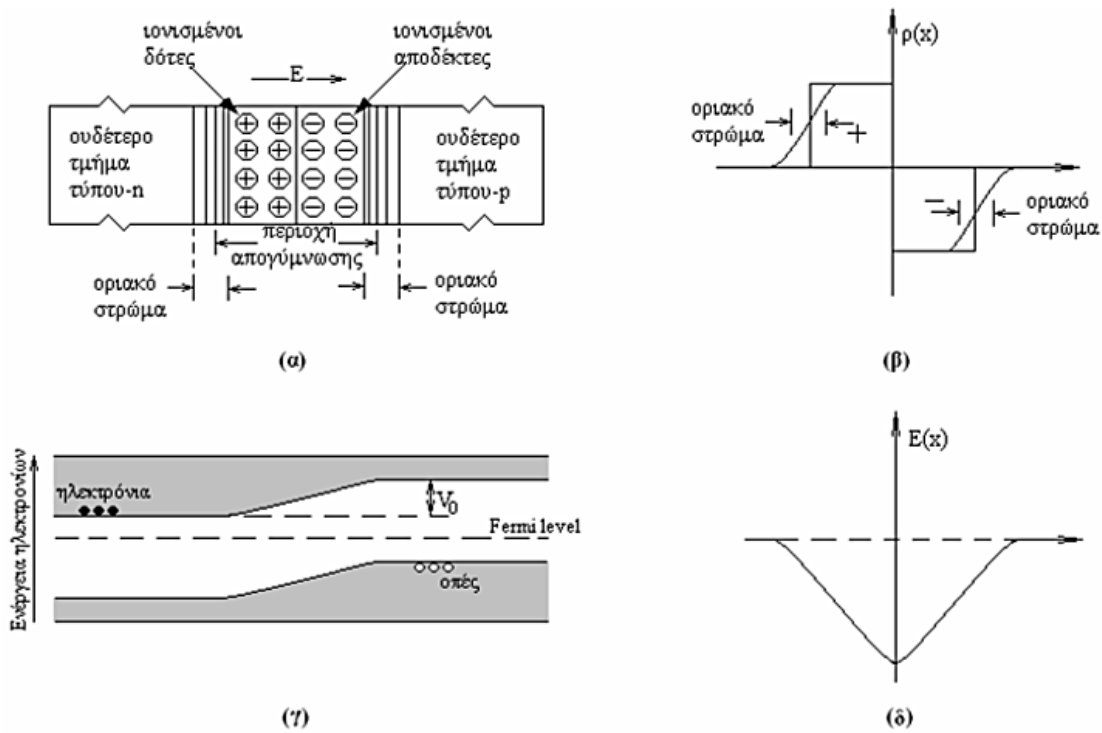 ιονισμένοι
δότες
ιονισμένοι
αποδέκτες
E
ουδέτερο
τμήμα
τύπου-n
ουδέτερο
τμήμα
τύπου-p
περιοχή
απογύμνωσης
οριακό
στρώμα
οριακό
στρώμα
(α)
ρ(x)
οριακό
στρώμα
+
−
οριακό
στρώμα
(β)
Ενέργεια ηλεκτρονίων
ηλεκτρόνια
V0
Fermi level
οπές
(γ)
E(x)
(δ)